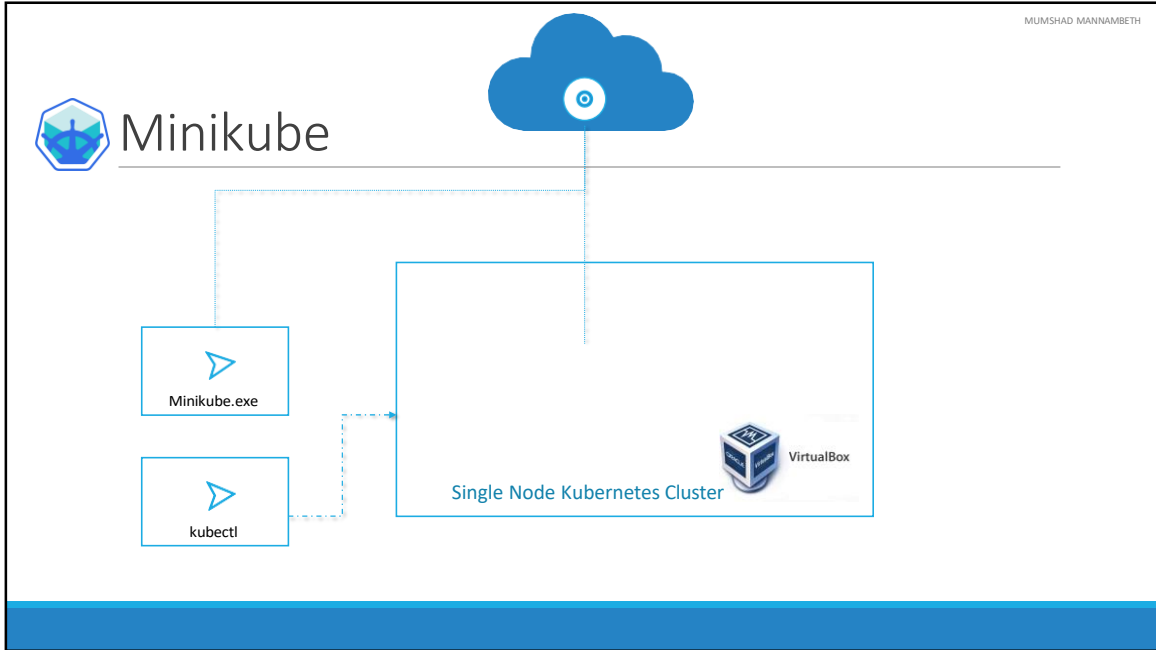 MUMSHAD MANNAMBETH
Minikube
Minikube.exe
kubectl
Single Node Kubernetes Cluster
VirtualBox